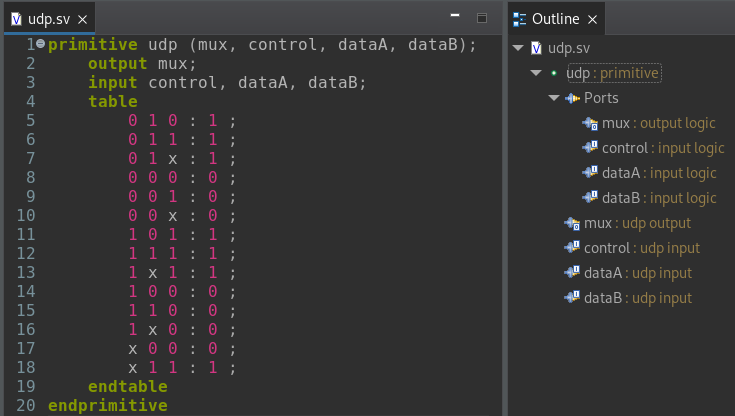 udp.sv
1 primitive udp (mux, control, dataA, dataB);
2 output mux;
3 input control, dataA, dataB;
4 table
5 0 1 0 : 1 ;
6 0 1 1 : 1 ;
7 0 1 x : 1 ;
8 0 0 0 : 0 ;
9 0 0 1 : 0 ;
10 0 0 x : 0 ;
11 1 0 1 : 1 ;
12 1 1 1 : 1 ;
13 1 x 1 : 1 ;
14 1 0 0 : 0 ;
15 1 1 0 : 0 ;
16 1 x 0 : 0 ;
17 x 0 0 : 0 ;
18 x 1 1 : 1 ;
19 endtable
20 endprimitive
Outline
udp.sv
udp : primitive
Ports
mux : output logic
control : input logic
dataA : input logic
dataB : input logic
mux : udp output
control : udp input
dataA : udp input
dataB : udp input